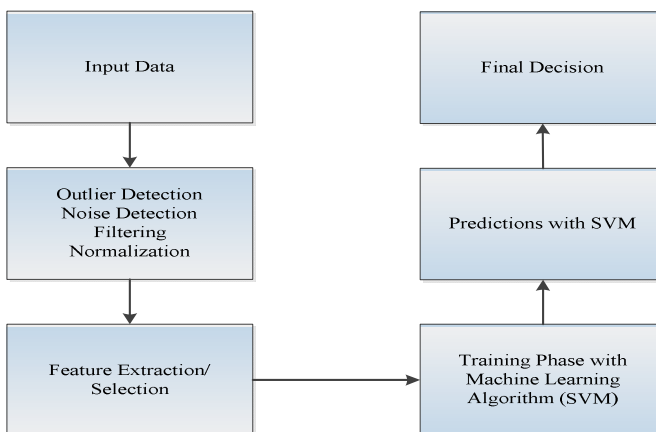 Input Data
Outlier Detection
Noise Detection
Filtering
Normalization
Feature Extraction/
Selection
Training Phase with
Machine Learning
Algorithm (SVM)
Predictions with SVM
Final Decision